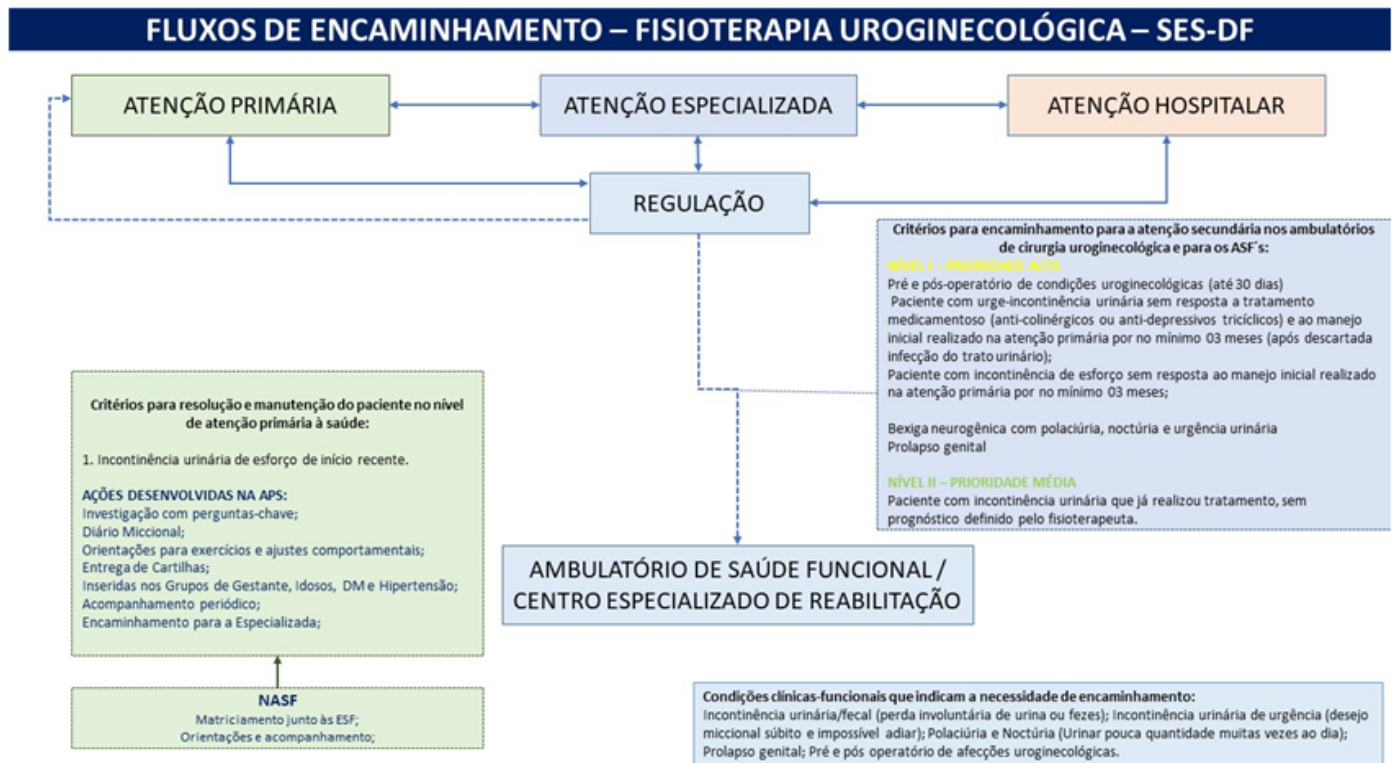 FLUXOS DE ENCAMINHAMENTO – FISIOTERAPIA UROGINECOLÓGICA – SES-DF
ATENÇÃO PRIMÁRIA
ATENÇÃO ESPECIALIZADA
ATENÇÃO HOSPITALAR
REGULAÇÃO
Critérios para encaminhamento para a atenção secundária nos ambulatórios
de cirurgia uroginecológica e para os ASF´s:
NÍVEL I – PRIORIDADE ALTA
Pré e pós-operatório de condições uroginecológicas (até 30 dias)
Paciente com urge-incontinência urinária sem resposta a tratamento
medicamentoso (anti-colinérgicos ou anti-depressivos tricíclicos) e ao manejo
inicial realizado na atenção primária por no mínimo 03 meses (após descartada
infecção do trato urinário);
Paciente com incontinência de esforço sem resposta ao manejo inicial realizado
na atenção primária por no mínimo 03 meses;
Bexiga neurogênica com polaciúria, noctúria e urgência urinária
Prolapso genital
NÍVEL II – PRIORIDADE MÉDIA
Paciente com incontinência urinária que já realizou tratamento, sem
prognóstico definido pelo fisioterapeuta.
Critérios para resolução e manutenção do paciente no nível
de atenção primária à saúde:
1. Incontinência urinária de esforço de início recente.
AÇÕES DESENVOLVIDAS NA APS:
Investigação com perguntas-chave;
Diário Miccional;
Orientações para exercícios e ajustes comportamentais;
Entrega de Cartilhas;
Inseridas nos Grupos de Gestante, Idosos, DM e Hipertensão;
Acompanhamento periódico;
Encaminhamento para a Especializada;
AMBULATÓRIO DE SAÚDE FUNCIONAL /
CENTRO ESPECIALIZADO DE REABILITAÇÃO
NASF
Matriciamento junto às ESF;
Orientações e acompanhamento;
Condições clínicas-funcionais que indicam a necessidade de encaminhamento:
Incontinência urinária/fecal (perda involuntária de urina ou fezes); Incontinência urinária de urgência (desejo
miccional súbito e impossível adiar); Polaciúria e Noctúria (Urinar pouca quantidade muitas vezes ao dia);
Prolapso genital; Pré e pós operatório de afecções uroginecológicas.